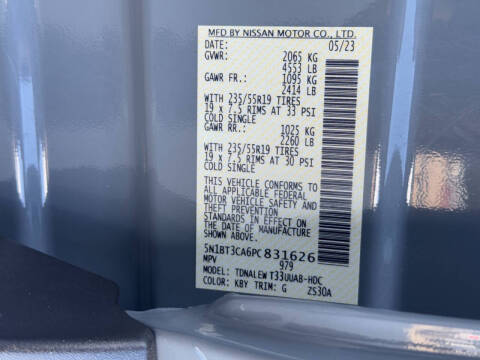 MFD BY NISSAN MOTOR CO., LTD.
DATE: 05/23
GVWR: 2065 KG
4553 LB
GAWR FR.: 1095 KG
2414 LB
WITH 235/55R19 TIRES
19 x 7.5 RIMS AT 33 PSI
COLD SINGLE
GAWR RR.: 1025 KG
2260 LB
WITH 235/55R19 TIRES
19 x 7.5 RIMS AT 30 PSI
COLD SINGLE
THIS VEHICLE CONFORMS TO
ALL APPLICABLE FEDERAL
MOTOR VEHICLE SAFETY AND
THEFT PREVENTION
STANDARDS IN EFFECT ON
THE DATE OF MANUFACTURE
SHOWN ABOVE.
5N1BT3CA6PC831626
MPV 979
MODEL: TDNALEW T33UUAB-HDC
COLOR: KBY TRIM: G ZS30A